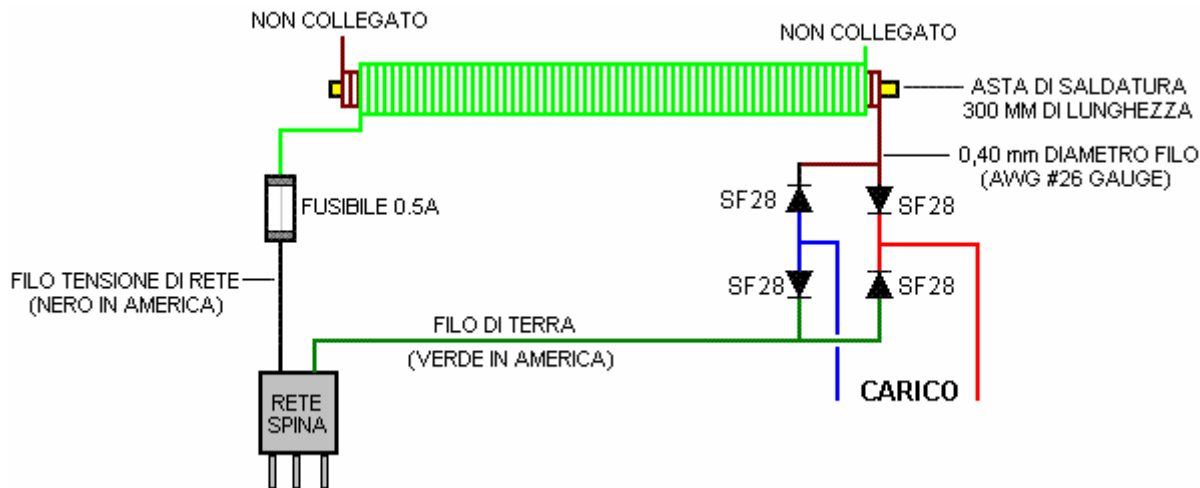 NON COLLEGATO
NON COLLEGATO
ASTA DI SALDATURA
300 MM DI LUNGHEZZA
0,40 mm DIAMETRO FILO
(AWG #26 GAUGE)
SF28
SF28
FUSIBILE 0.5A
FILO TENSIONE DI RETE
(NERO IN AMERICA)
SF28
SF28
FILO DI TERRA
(VERDE IN AMERICA)
CARICO
RETE
SPINA